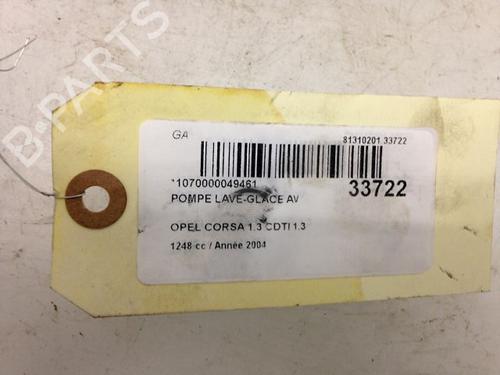 B-PARTS
GA
81310201 33722
*1070000049461
33722
POMPE LAVE-GLACE AV
OPEL CORSA 1.3 CDTI 1.3
1248 cc / Année 2004